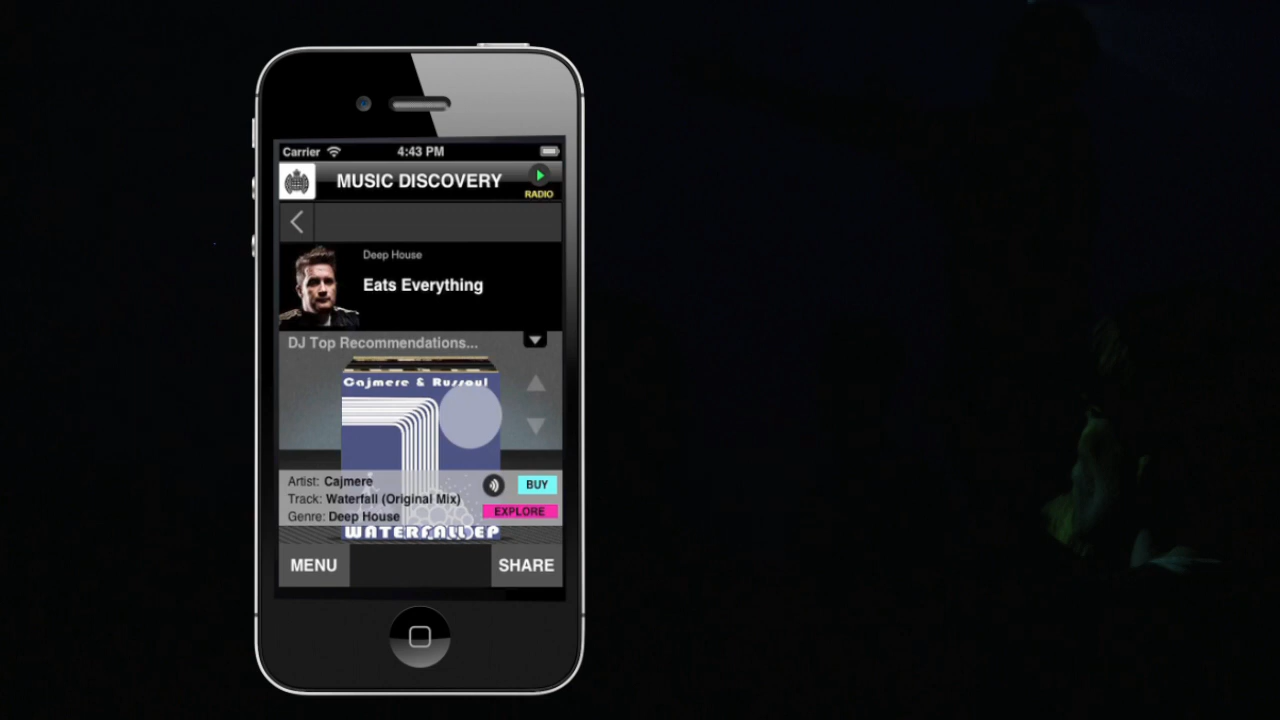 Carrier 4:43 PM
MUSIC DISCOVERY
RADIO
Deep House
Eats Everything
DJ Top Recommendations...
Cajmere & Russoul
Artist: Cajmere
Track: Waterfall (Original Mix)
Genre: Deep House
BUY
EXPLORE
WATERFALL EP
MENU
SHARE